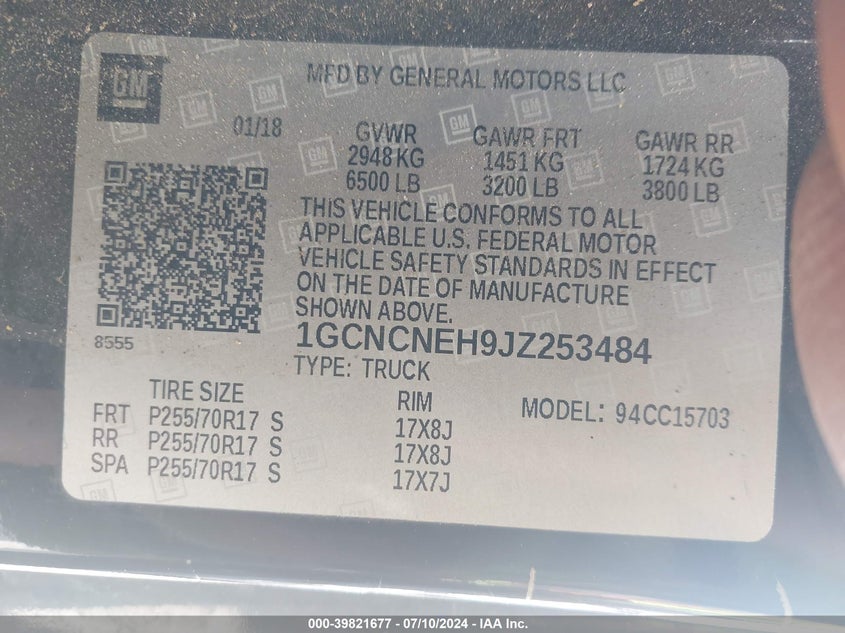 GM
MFD BY GENERAL MOTORS LLC
01/18
GVWR GAWR FRT GAWR RR
2948 KG 1451 KG 1724 KG
6500 LB 3200 LB 3800 LB
THIS VEHICLE CONFORMS TO ALL
APPLICABLE U.S. FEDERAL MOTOR
VEHICLE SAFETY STANDARDS IN EFFECT
ON THE DATE OF MANUFACTURE
SHOWN ABOVE.
8555
1GCNCNEH9JZ253484
TYPE: TRUCK
TIRE SIZE RIM MODEL: 94CC15703
FRT P255/70R17 S 17X8J
RR P255/70R17 S 17X8J
SPA P255/70R17 S 17X7J
000-39821677 - 07/10/2024 - IAAI.COM